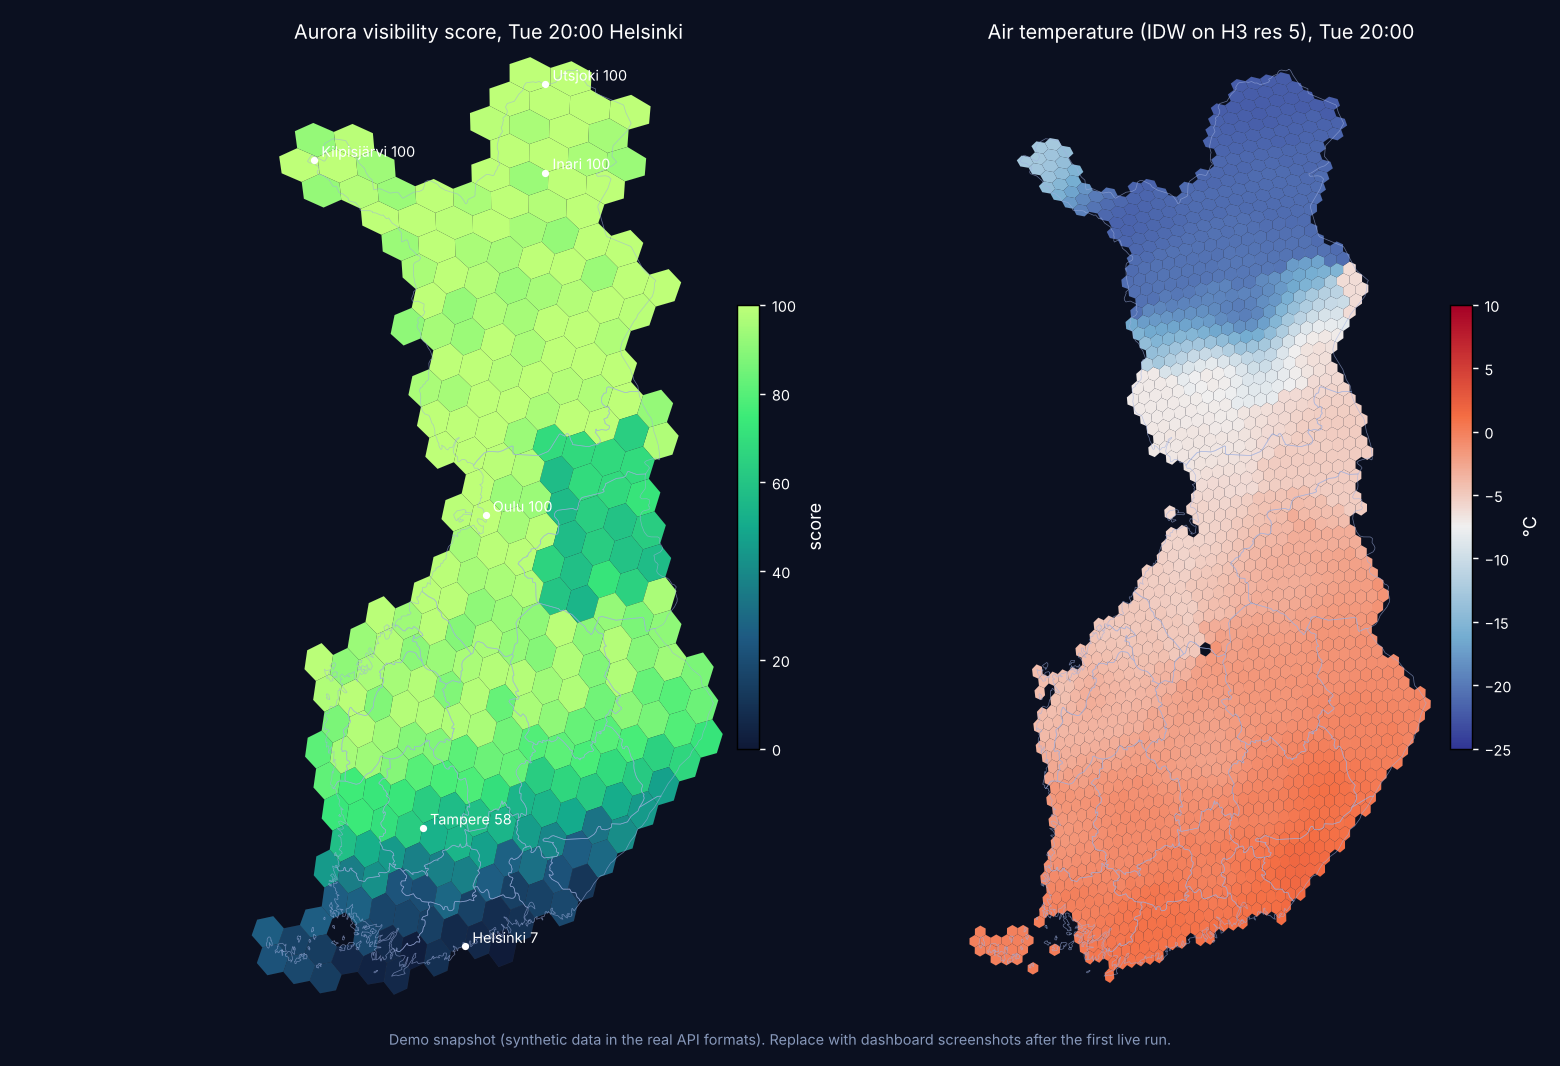 Aurora visibility score, Tue 20:00 Helsinki
Utsjoki 100
Kilpisjärvi 100
Inari 100
Oulu 100
Tampere 58
Helsinki 7
100
80
60
40
20
0
score
Air temperature (IDW on H3 res 5), Tue 20:00
10
5
0
−5
−10
−15
−20
−25
°C
Demo snapshot (synthetic data in the real API formats). Replace with dashboard screenshots after the first live run.